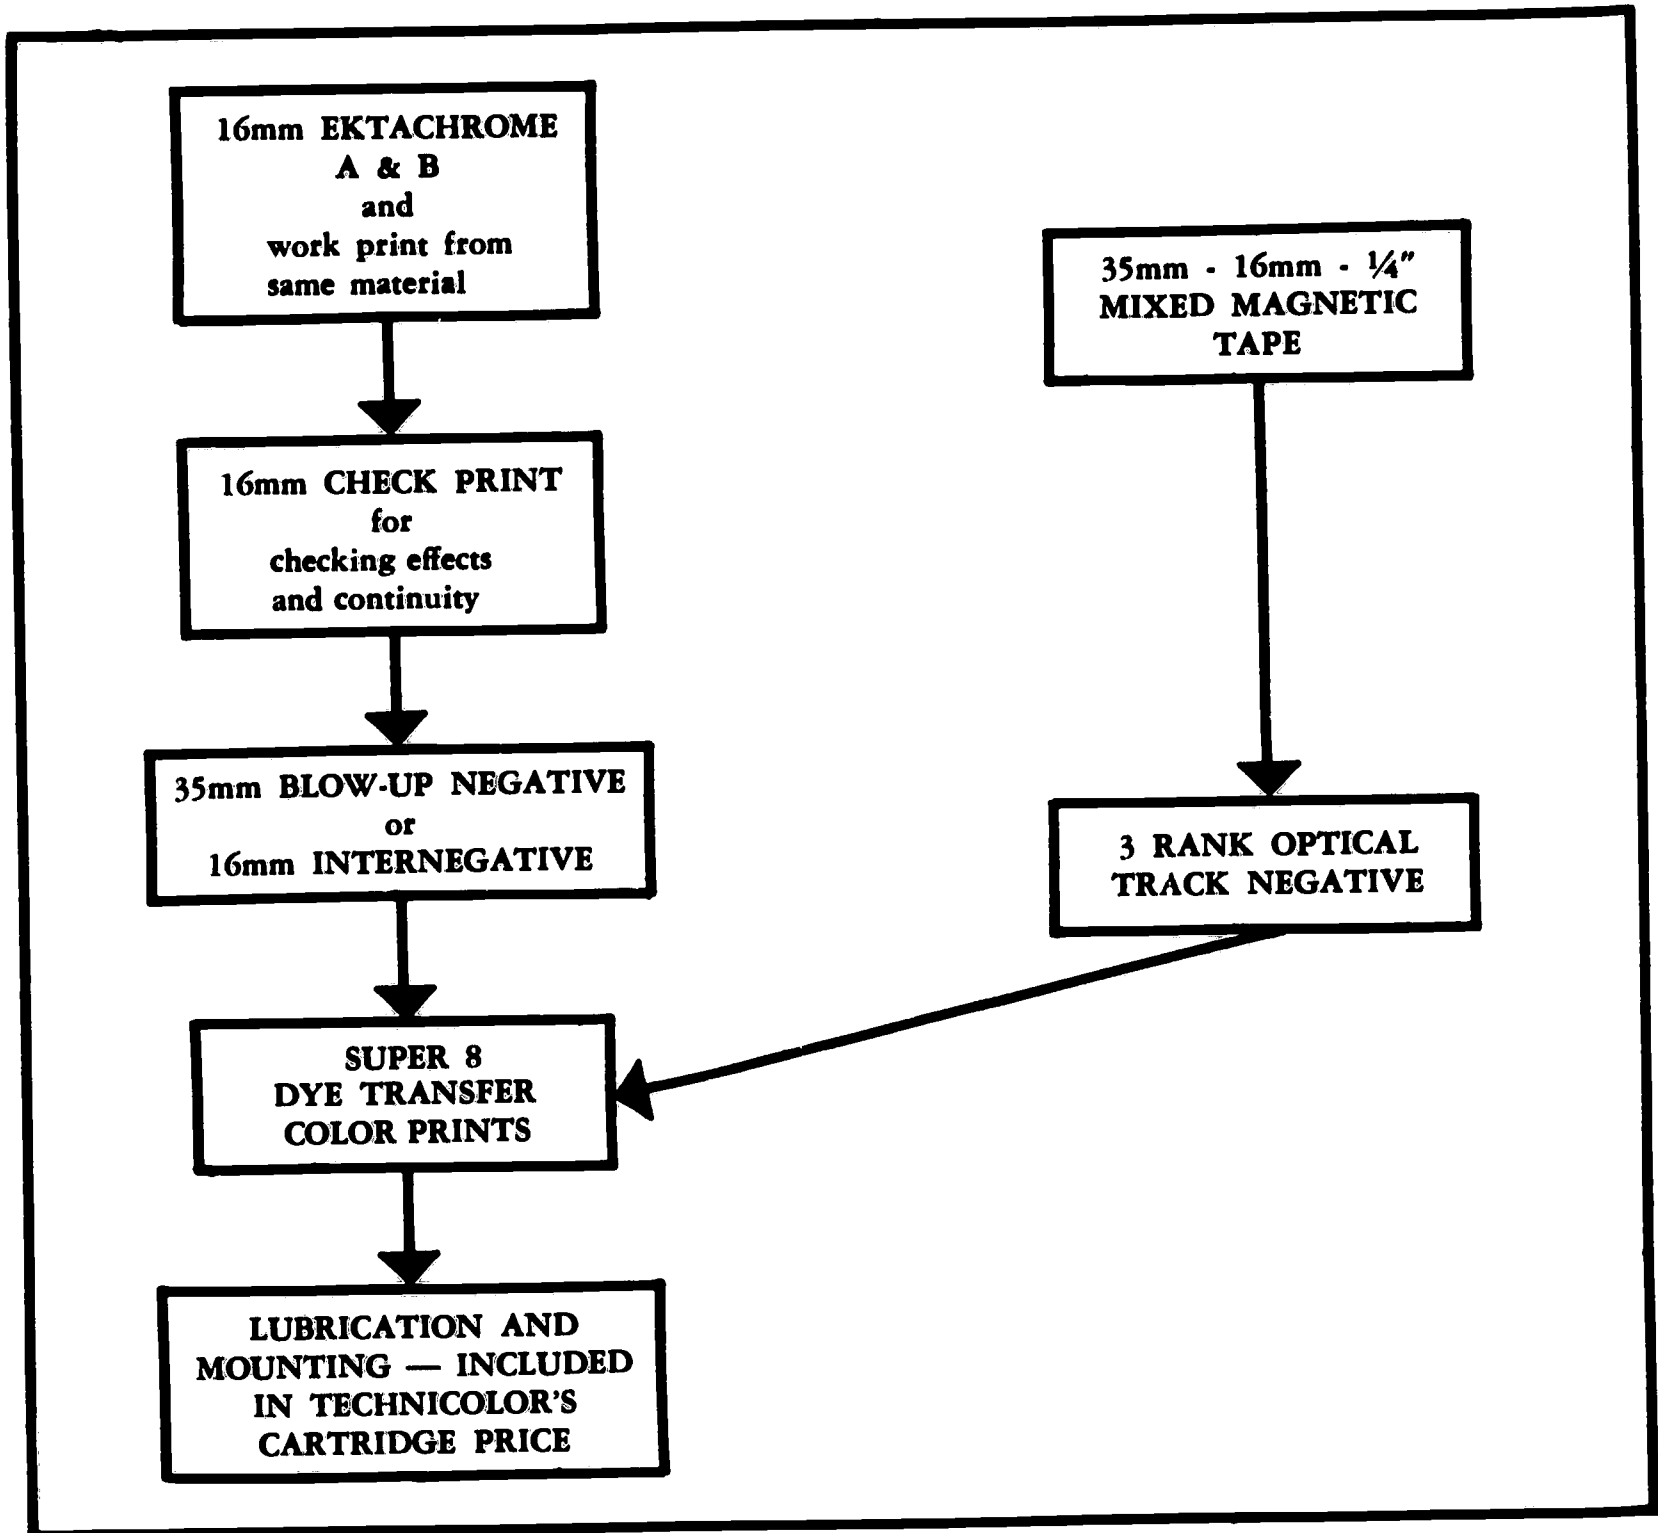 16mm EKTACHROME
A & B
and
work print from
same material
35mm - 16mm - ¼"
MIXED MAGNETIC
TAPE
16mm CHECK PRINT
for
checking effects
and continuity
35mm BLOW-UP NEGATIVE
or
16mm INTERNEGATIVE
3 RANK OPTICAL
TRACK NEGATIVE
SUPER 8
DYE TRANSFER
COLOR PRINTS
LUBRICATION AND
MOUNTING — INCLUDED
IN TECHNICOLOR'S
CARTRIDGE PRICE